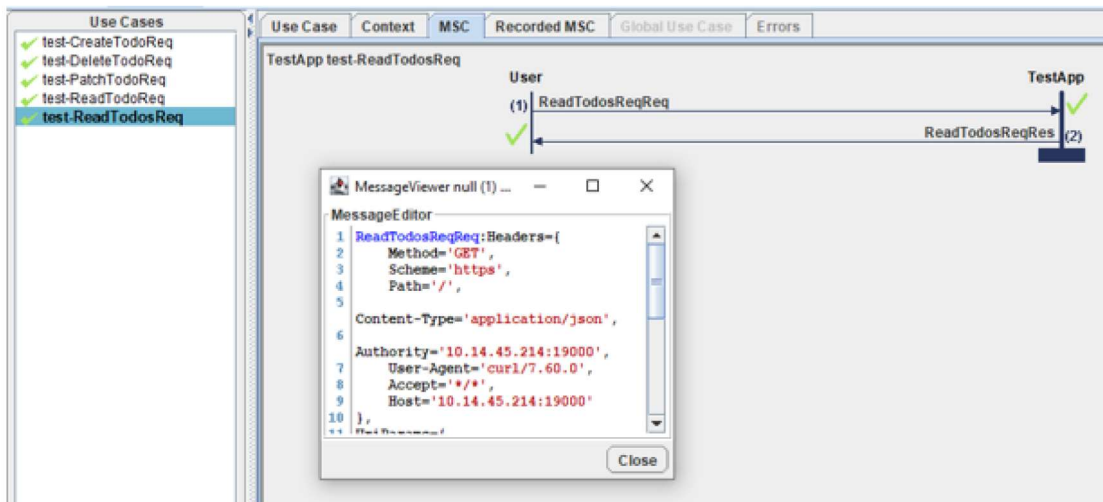 Use Cases
test-CreateTodoReq
test-DeleteTodoReq
test-PatchTodoReq
test-ReadTodoReq
test-ReadTodosReq
Use Case Context MSC Recorded MSC Global Use Case Errors
TestApp test-ReadTodosReq
User TestApp
(1) ReadTodosReqReq
ReadTodosReqRes (2)
MessageViewer null (1) ...
MessageEditor
1 ReadTodosReqReq:Headers={
2 Method='GET',
3 Scheme='https',
4 Path='/',
5
Content-Type='application/json',
6
Authority='10.14.45.214:19000',
7 User-Agent='curl/7.60.0',
8 Accept='*/*',
9 Host='10.14.45.214:19000'
10 },
11
Close